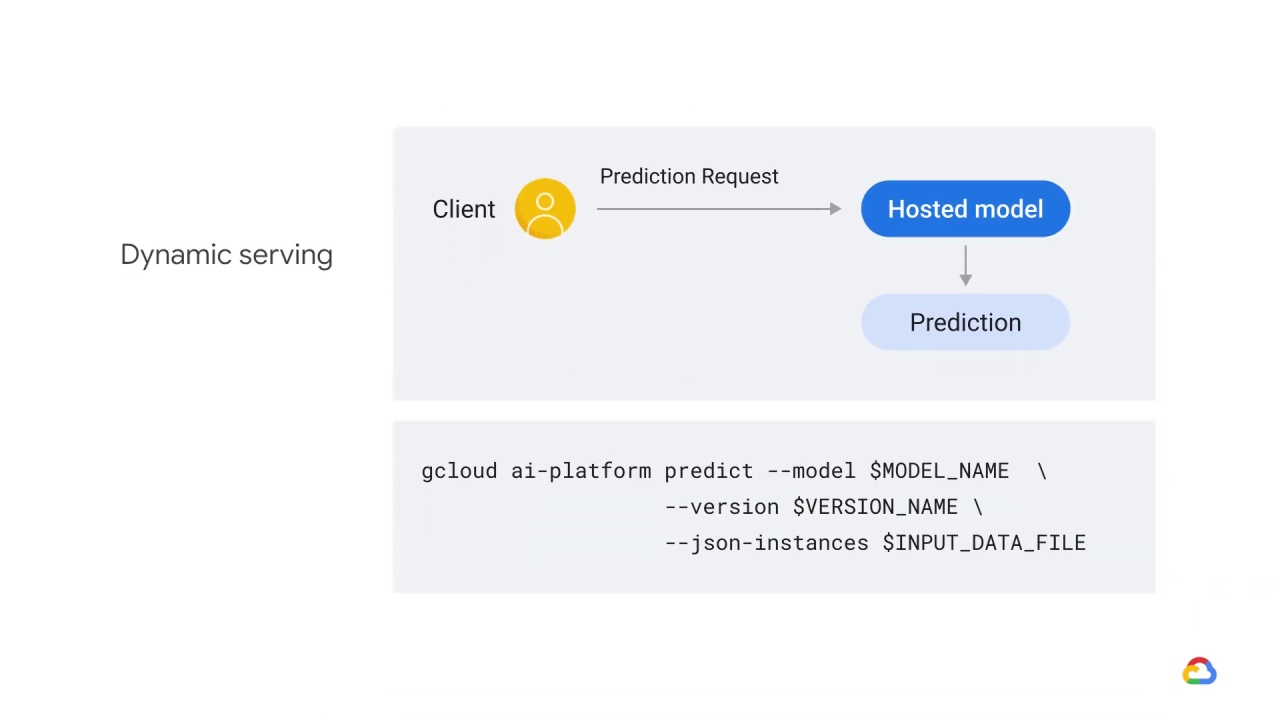 Dynamic serving
Client
Prediction Request
Hosted model
Prediction
gcloud ai-platform predict --model $MODEL_NAME \
--version $VERSION_NAME \
--json-instances $INPUT_DATA_FILE